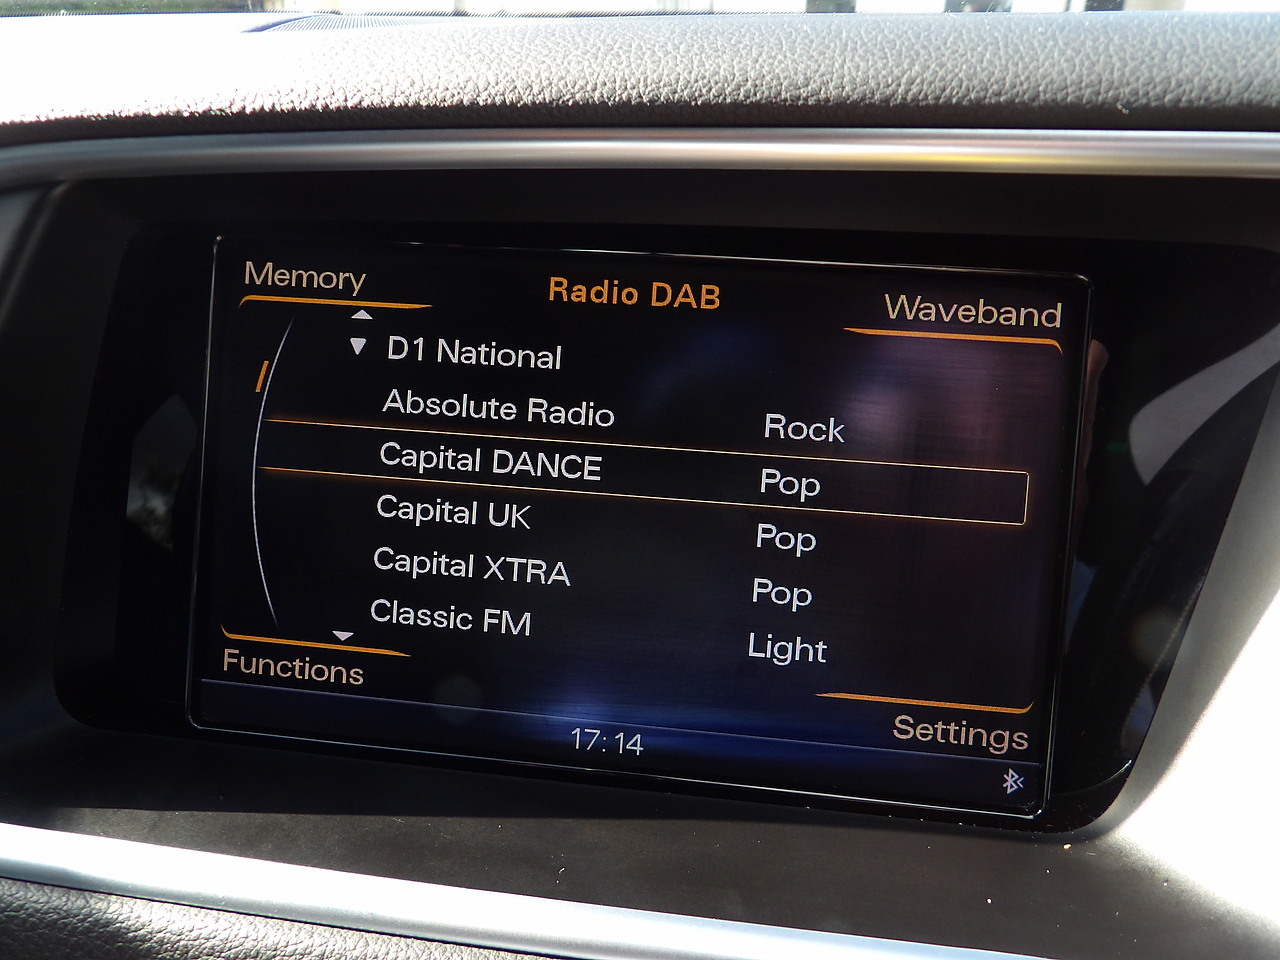 Memory
Radio DAB
Waveband
D1 National
Absolute Radio Rock
Capital DANCE Pop
Capital UK Pop
Capital XTRA Pop
Classic FM Light
Functions
Settings
17:14